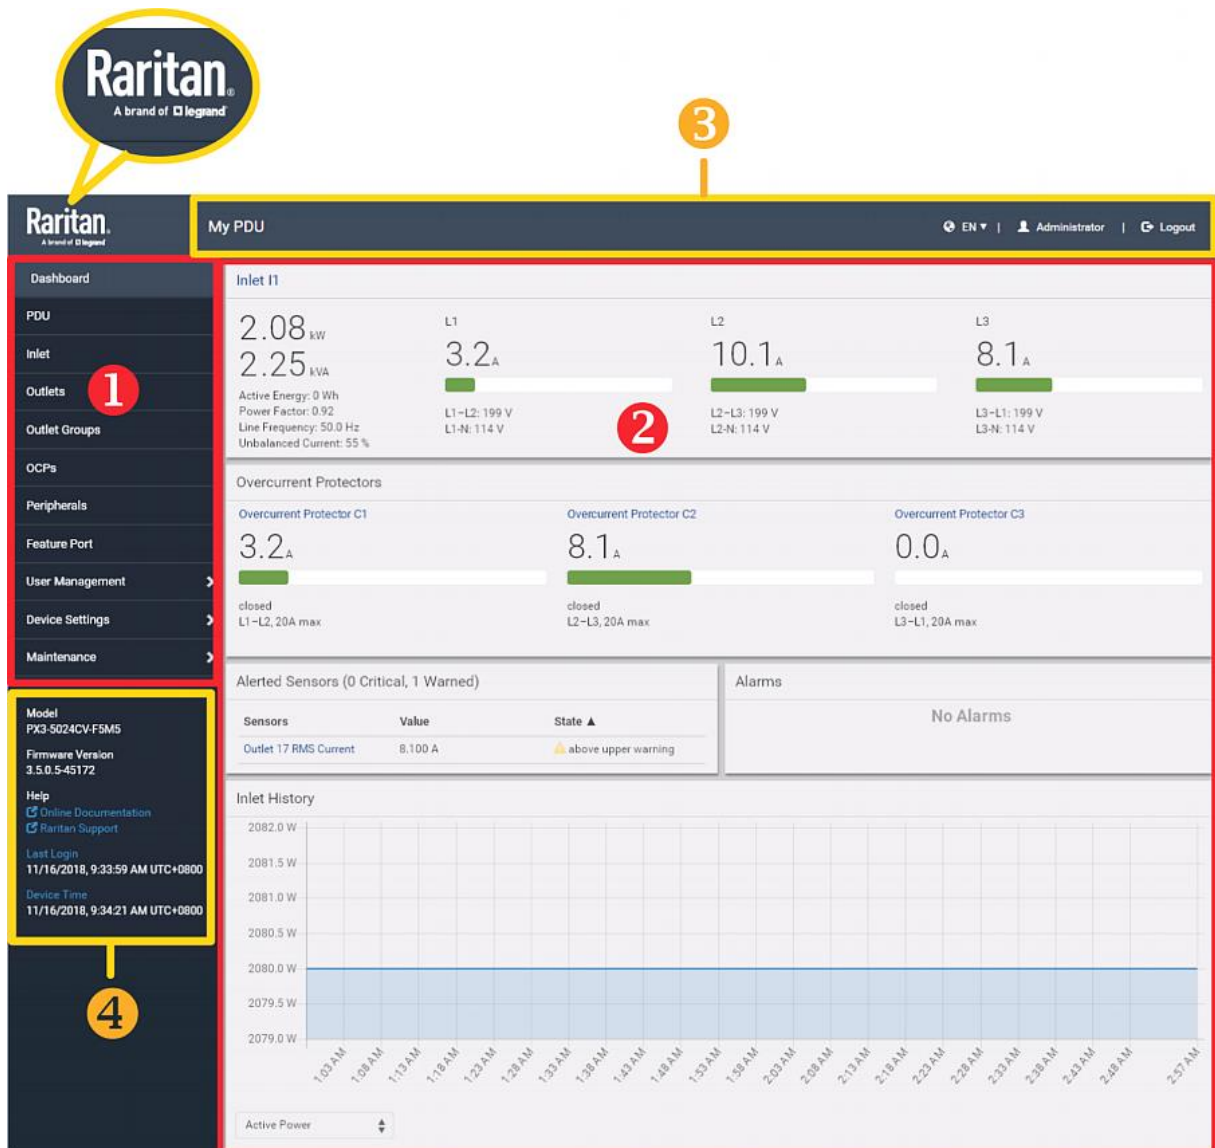 Raritan.
A brand of legrand
3
Raritan.
A brand of legrand
My PDU
EN ▼ | Administrator | Logout
Dashboard
PDU
Inlet
Outlets
1
Outlet Groups
OCPs
Peripherals
Feature Port
User Management
Device Settings
Maintenance
Inlet I1
2.08 kW
2.25 kVA
Active Energy: 0 Wh
Power Factor: 0.92
Line Frequency: 50.0 Hz
Unbalanced Current: 55 %
L1
3.2 A
L1-L2: 199 V
L1-N: 114 V
L2
10.1 A
L2-L3: 199 V
L2-N: 114 V
L3
8.1 A
L3-L1: 199 V
L3-N: 114 V
2
Overcurrent Protectors
Overcurrent Protector C1
3.2 A
closed
L1-L2, 20A max
Overcurrent Protector C2
8.1 A
closed
L2-L3, 20A max
Overcurrent Protector C3
0.0 A
closed
L3-L1, 20A max
Alerted Sensors (0 Critical, 1 Warned)
Sensors Value State ▲
Outlet 17 RMS Current 8.100 A above upper warning
Alarms
No Alarms
Model
PX3-5024CV-F5M5
Firmware Version
3.5.0.5-45172
Help
Online Documentation
Raritan Support
Last Login
11/16/2018, 9:33:59 AM UTC+0800
Device Time
11/16/2018, 9:34:21 AM UTC+0800
4
Inlet History
2082.0 W
2081.5 W
2081.0 W
2080.5 W
2080.0 W
2079.5 W
2079.0 W
1:03 AM
1:08 AM
1:13 AM
1:18 AM
1:23 AM
1:28 AM
1:33 AM
1:38 AM
1:43 AM
1:48 AM
1:53 AM
1:58 AM
2:03 AM
2:08 AM
2:13 AM
2:18 AM
2:23 AM
2:28 AM
2:33 AM
2:38 AM
2:43 AM
2:48 AM
2:57 AM
Active Power